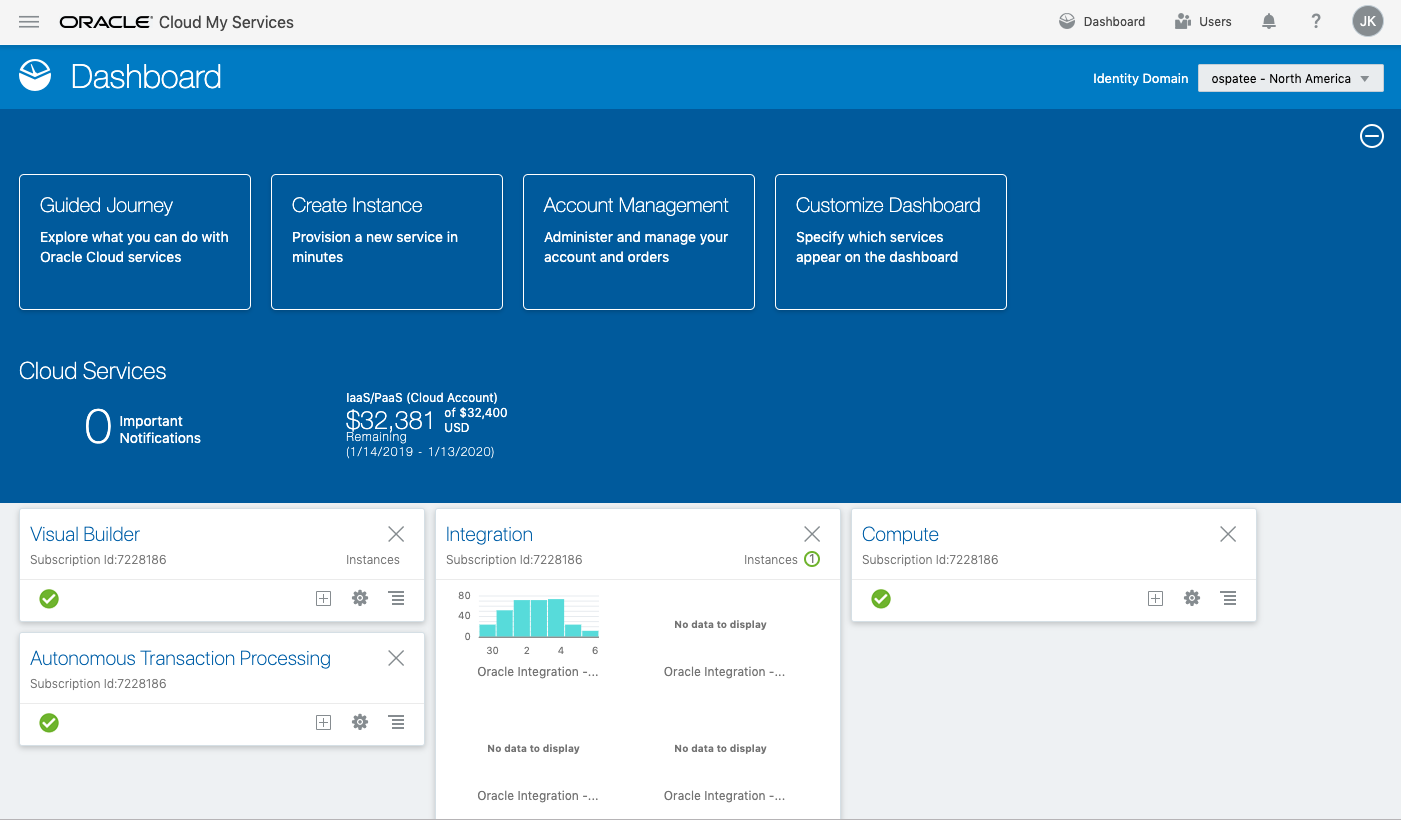 ORACLE® Cloud My Services
Dashboard
Users
?
JK
Dashboard
Identity Domain
ospatee - North America
Guided Journey
Explore what you can do with
Oracle Cloud services
Create Instance
Provision a new service in
minutes
Account Management
Administer and manage your
account and orders
Customize Dashboard
Specify which services
appear on the dashboard
Cloud Services
0
Important
Notifications
IaaS/PaaS (Cloud Account)
$32,381 of $32,400
USD
Remaining
(1/14/2019 - 1/13/2020)
Visual Builder
Subscription Id:7228186
Instances
Autonomous Transaction Processing
Subscription Id:7228186
Integration
Subscription Id:7228186
Instances 1
80
40
0
30 2 4 6
Oracle Integration -...
No data to display
Oracle Integration -...
No data to display
Oracle Integration -...
No data to display
Oracle Integration -...
Compute
Subscription Id:7228186